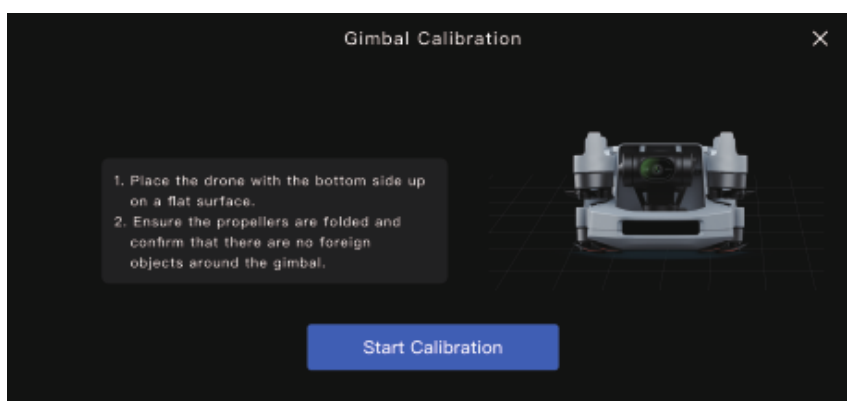 Gimbal Calibration
1. Place the drone with the bottom side up
on a flat surface.
2. Ensure the propellers are folded and
confirm that there are no foreign
objects around the gimbal.
Start Calibration